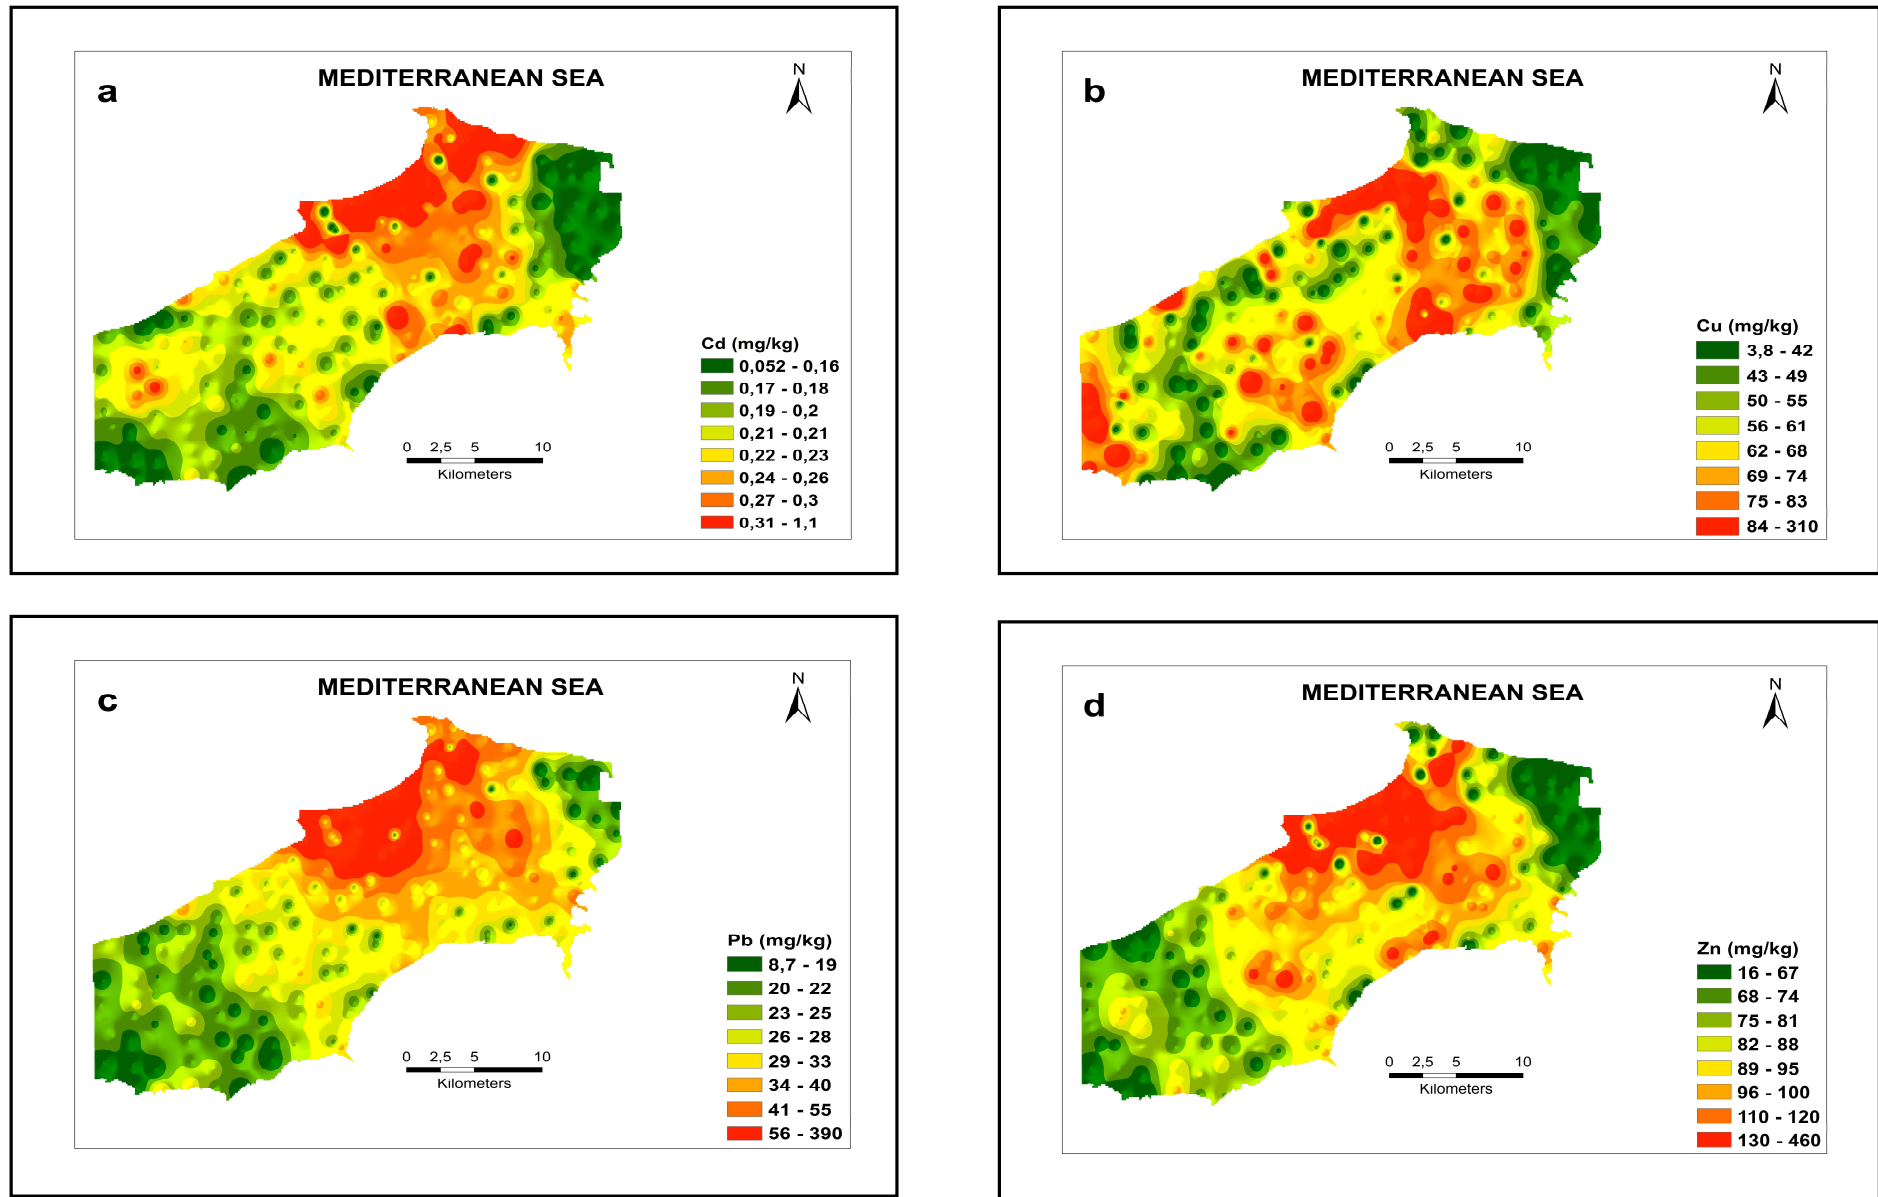 a
MEDITERRANEAN SEA
N
Cd (mg/kg)
0,052 - 0,16
0,17 - 0,18
0,19 - 0,2
0,21 - 0,21
0,22 - 0,23
0,24 - 0,26
0,27 - 0,3
0,31 - 1,1
0 2,5 5 10
Kilometers
b
MEDITERRANEAN SEA
N
Cu (mg/kg)
3,8 - 42
43 - 49
50 - 55
56 - 61
62 - 68
69 - 74
75 - 83
84 - 310
0 2,5 5 10
Kilometers
c
MEDITERRANEAN SEA
N
Pb (mg/kg)
8,7 - 19
20 - 22
23 - 25
26 - 28
29 - 33
34 - 40
41 - 55
56 - 390
0 2,5 5 10
Kilometers
d
MEDITERRANEAN SEA
N
Zn (mg/kg)
16 - 67
68 - 74
75 - 81
82 - 88
89 - 95
96 - 100
110 - 120
130 - 460
0 2,5 5 10
Kilometers